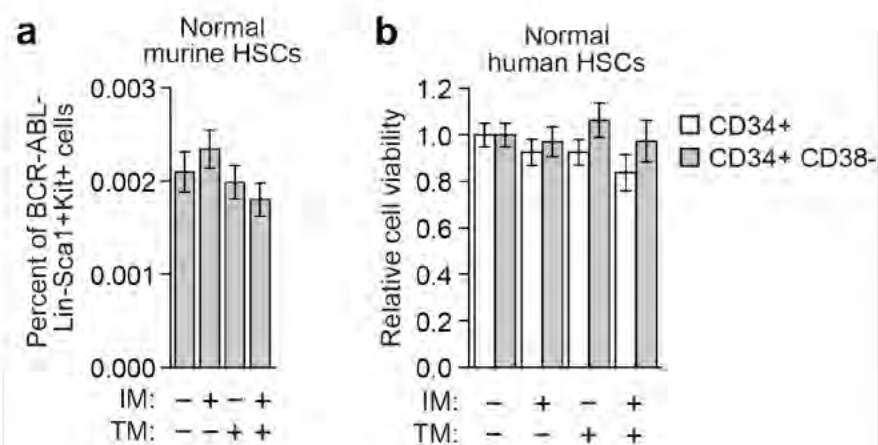 a
Normal
murine HSCs
Percent of BCR-ABL-
Lin-Sca1+Kit+ cells
0.003
0.002
0.001
0.000
IM: – + – +
TM: – – + +
b
Normal
human HSCs
Relative cell viability
1.2
1.0
0.8
0.6
0.4
0.2
0.0
IM: – + – +
TM: – – + +
CD34+
CD34+ CD38-